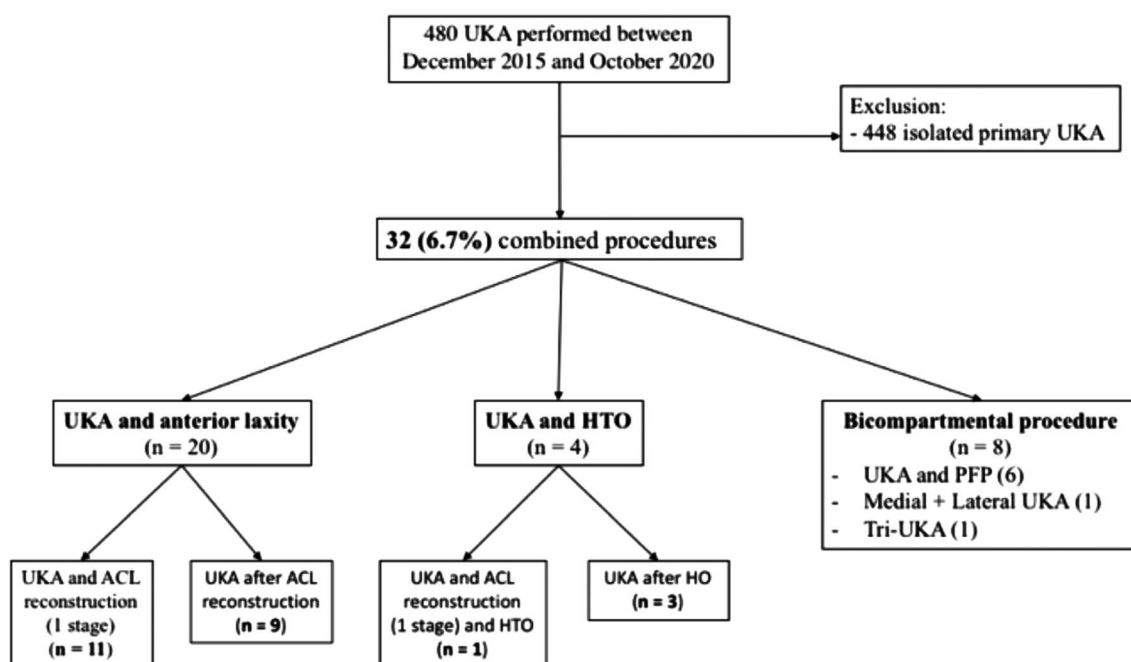 480 UKA performed between
December 2015 and October 2020
Exclusion:
- 448 isolated primary UKA
32 (6.7%) combined procedures
UKA and anterior laxity
(n = 20)
UKA and HTO
(n = 4)
Bicompartmental procedure
(n = 8)
- UKA and PFP (6)
- Medial + Lateral UKA (1)
- Tri-UKA (1)
UKA and ACL
reconstruction
(1 stage)
(n = 11)
UKA after ACL
reconstruction
(n = 9)
UKA and ACL
reconstruction
(1 stage) and HTO
(n = 1)
UKA after HO
(n = 3)